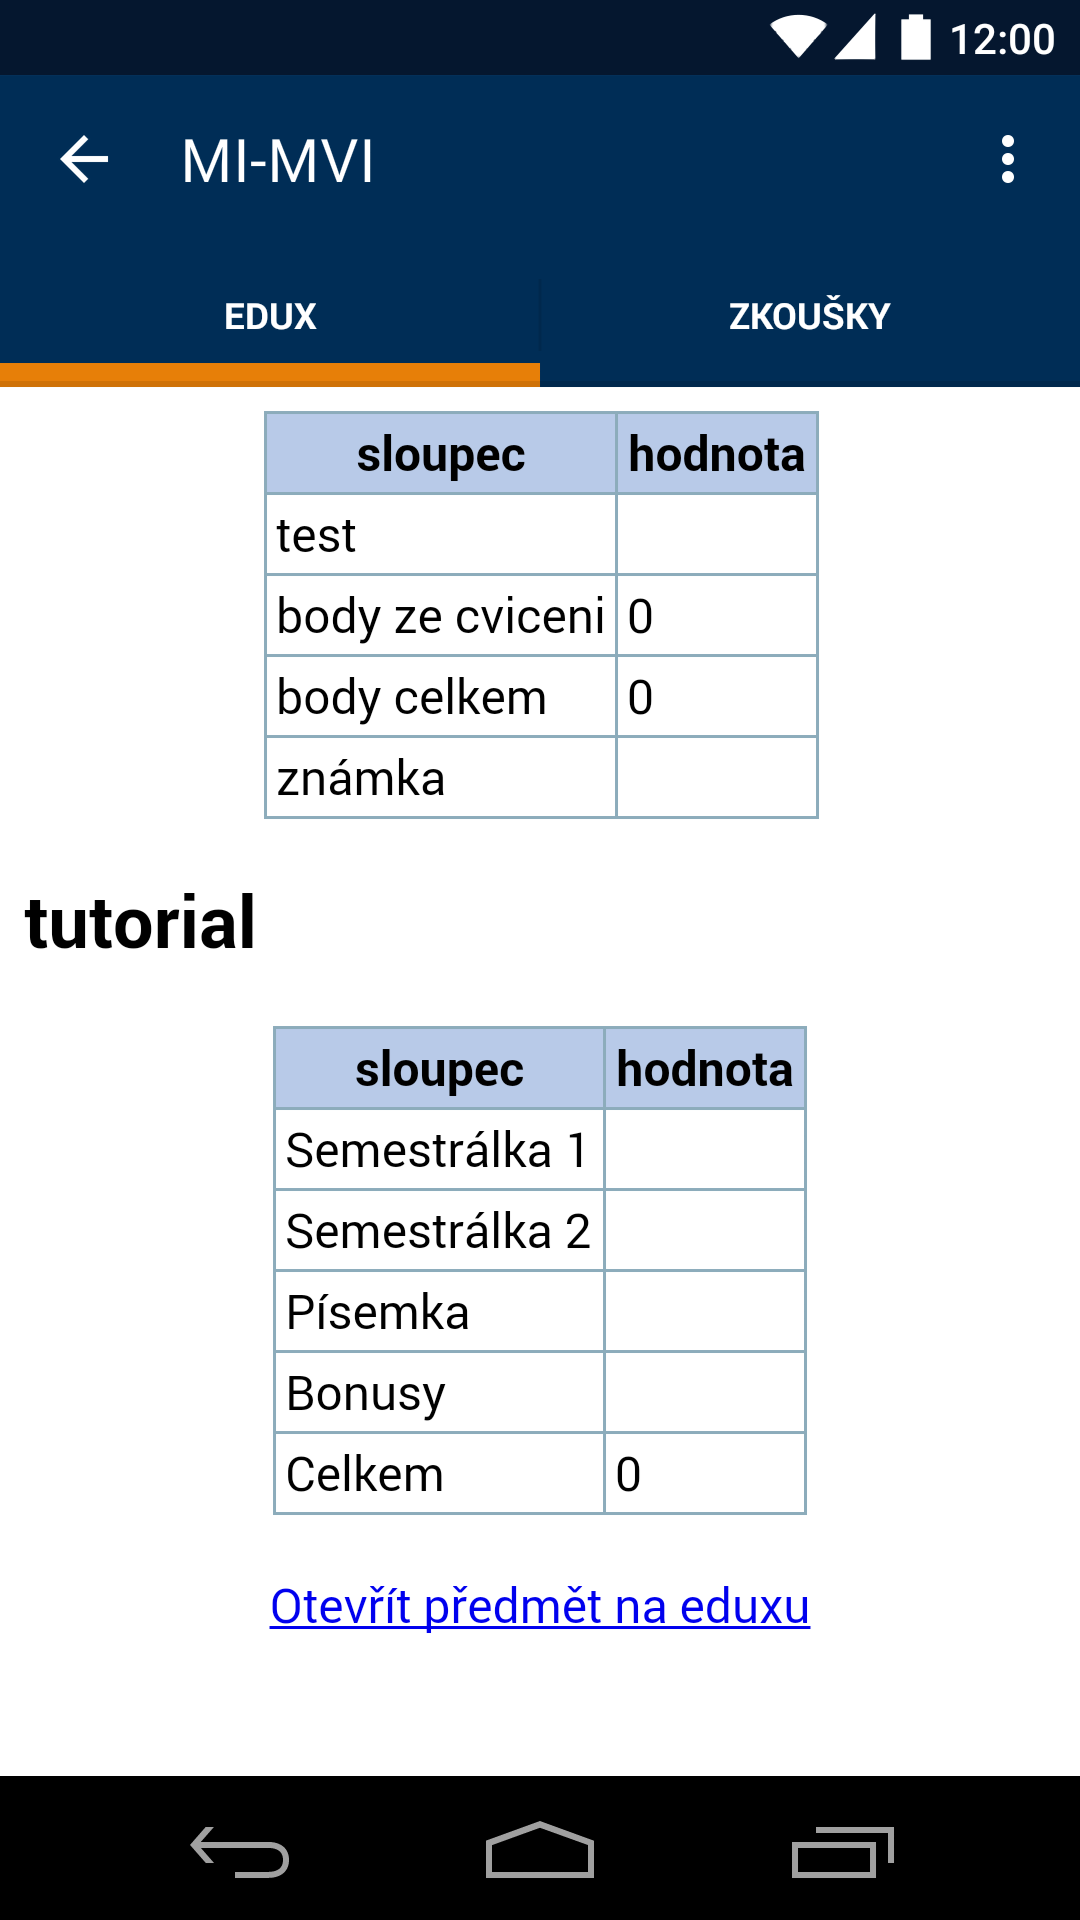 12:00
MI-MVI
EDUX ZKOUŠKY
sloupec hodnota
test
body ze cviceni 0
body celkem 0
známka
tutorial
sloupec hodnota
Semestrálka 1
Semestrálka 2
Písemka
Bonusy
Celkem 0
Otevřít předmět na eduxu